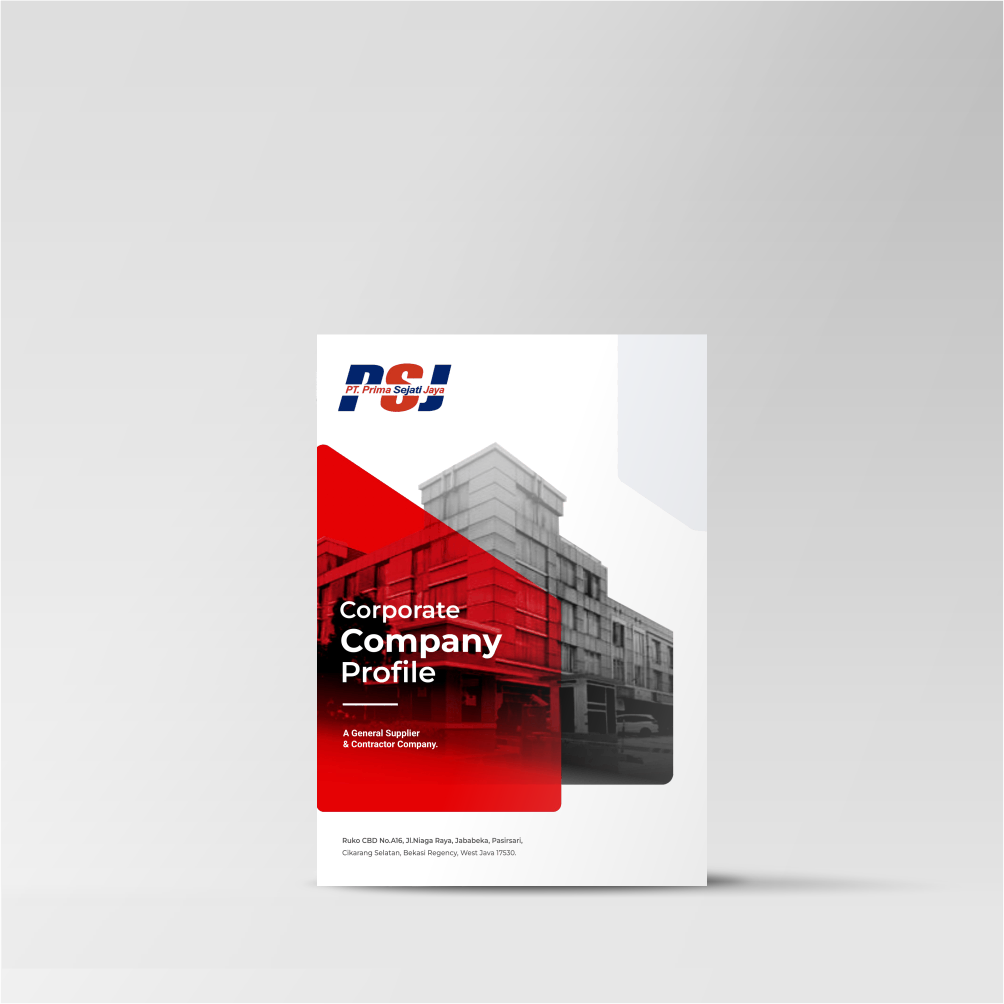 PSJ
PT. Prima Sejati Jaya
Corporate
Company
Profile
A General Supplier
& Contractor Company.
Ruko CBD No.A16, Jl.Niaga Raya, Jababeka, Pasirsari,
Cikarang Selatan, Bekasi Regency, West Java 17530.